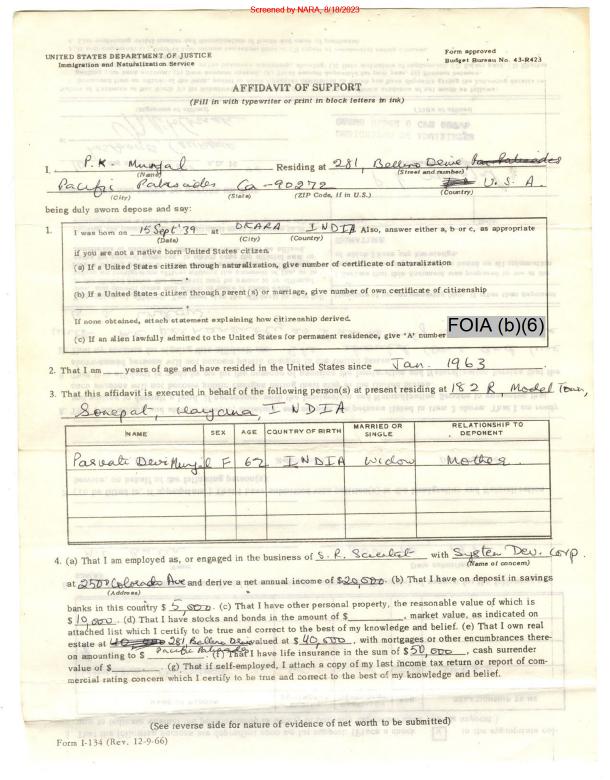 Screened by NARA, 8/18/2023
UNITED STATES DEPARTMENT OF JUSTICE
Immigration and Naturalization Service
Form approved
Budget Bureau No. 43-R423
AFFIDAVIT OF SUPPORT
(Fill in with typewriter or print in block letters in ink)
I, P.K. Munjal Residing at 281, Bellino Drive,
(Name) (Street and number)
Pacific Palisades Ca - 90272 U.S.A.
(City) (State) (ZIP Code, if in U.S.) (Country)
being duly sworn depose and say:
1. I was born on 15 Sept '39 at INDIA Also, answer either a, b or c, as appropriate
(Date) (City) (Country)
if you are not a native born United States citizen.
(a) If a United States citizen through naturalization, give number of certificate of naturalization
(b) If a United States citizen through parent(s) or marriage, give number of own certificate of citizenship
If none obtained, attach statement explaining how citizenship derived.
(c) If an alien lawfully admitted to the United States for permanent residence, give "A" number FOIA (b)(6)
2. That I am ___ years of age and have resided in the United States since Jan. 1963.
3. That this affidavit is executed in behalf of the following person(s) at present residing at 182 R, Model Town,
Sonepat, Haryana, INDIA
NAME SEX AGE COUNTRY OF BIRTH MARRIED OR SINGLE RELATIONSHIP TO DEPONENT
Parvati Devi Munjal F 62 INDIA Widow Mother
4. (a) That I am employed as, or engaged in the business of S.R. Scientist with System Dev. Corp.
(Name of concern)
at 2500 Colorado Ave and derive a net annual income of $20,000. (b) That I have on deposit in savings
(Address)
banks in this country $ 5,000. (c) That I have other personal property, the reasonable value of which is
$ 10,000. (d) That I have stocks and bonds in the amount of $________, market value, as indicated on
attached list which I certify to be true and correct to the best of my knowledge and belief. (e) That I own real
estate at 281 Bellino Drive valued at $ 40,000, with mortgages or other encumbrances there-
on amounting to $ Pacific Palisades. (f) That I have life insurance in the sum of $50,000, cash surrender
value of $________. (g) That if self-employed, I attach a copy of my last income tax return or report of com-
mercial rating concern which I certify to be true and correct to the best of my knowledge and belief.
(See reverse side for nature of evidence of net worth to be submitted)
Form I-134 (Rev. 12-9-66)